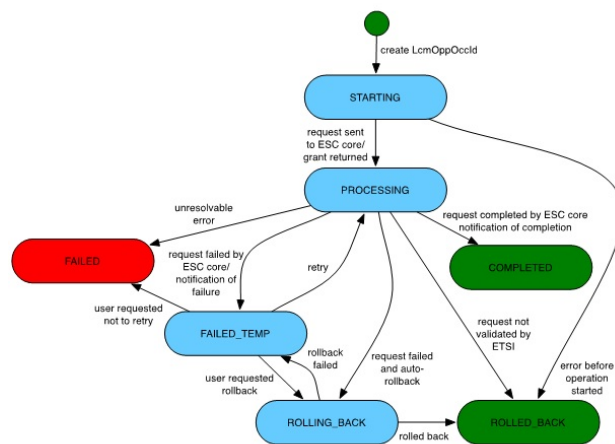 create LcmOppOccId
STARTING
request sent
to ESC core/
grant returned
PROCESSING
unresolvable
error
request completed by ESC core
notification of completion
FAILED
request failed by
ESC core/
notification of
failure
retry
COMPLETED
user requested
not to retry
FAILED_TEMP
request not
validated by
ETSI
rollback
failed
request failed
and auto-
rollback
user requested
rollback
error before
operation
started
ROLLING_BACK
rolled back
ROLLED_BACK